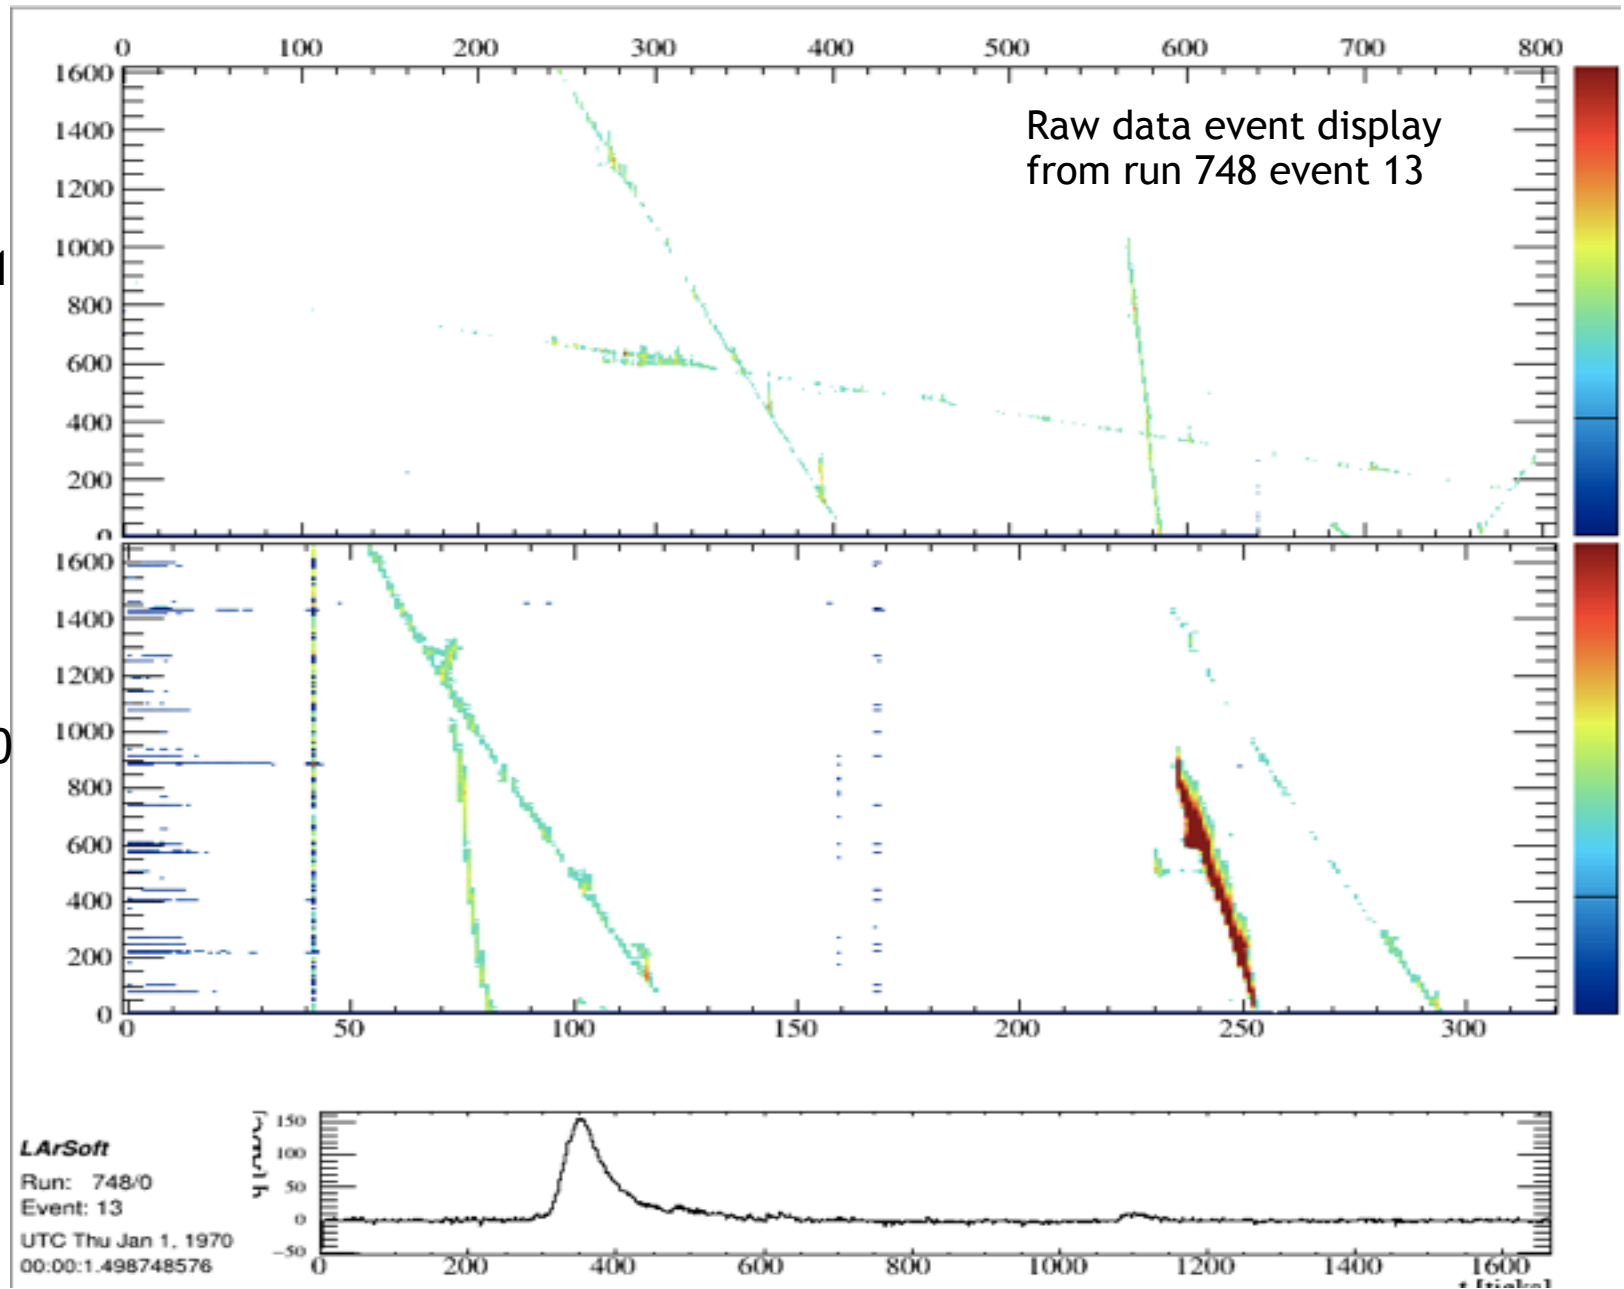 0 100 200 300 400 500 600 700 800
1600
1400
1200
1000
800
600
400
200
0
Raw data event display
from run 748 event 13
1
1600
1400
1200
1000
800
600
400
200
0
0
0 50 100 150 200 250 300
LArSoft
Run: 748/0
Event: 13
UTC Thu Jan 1, 1970
00:00:1.498748576
150
100
50
0
−50
0 200 400 600 800 1000 1200 1400 1600
t [ticks]